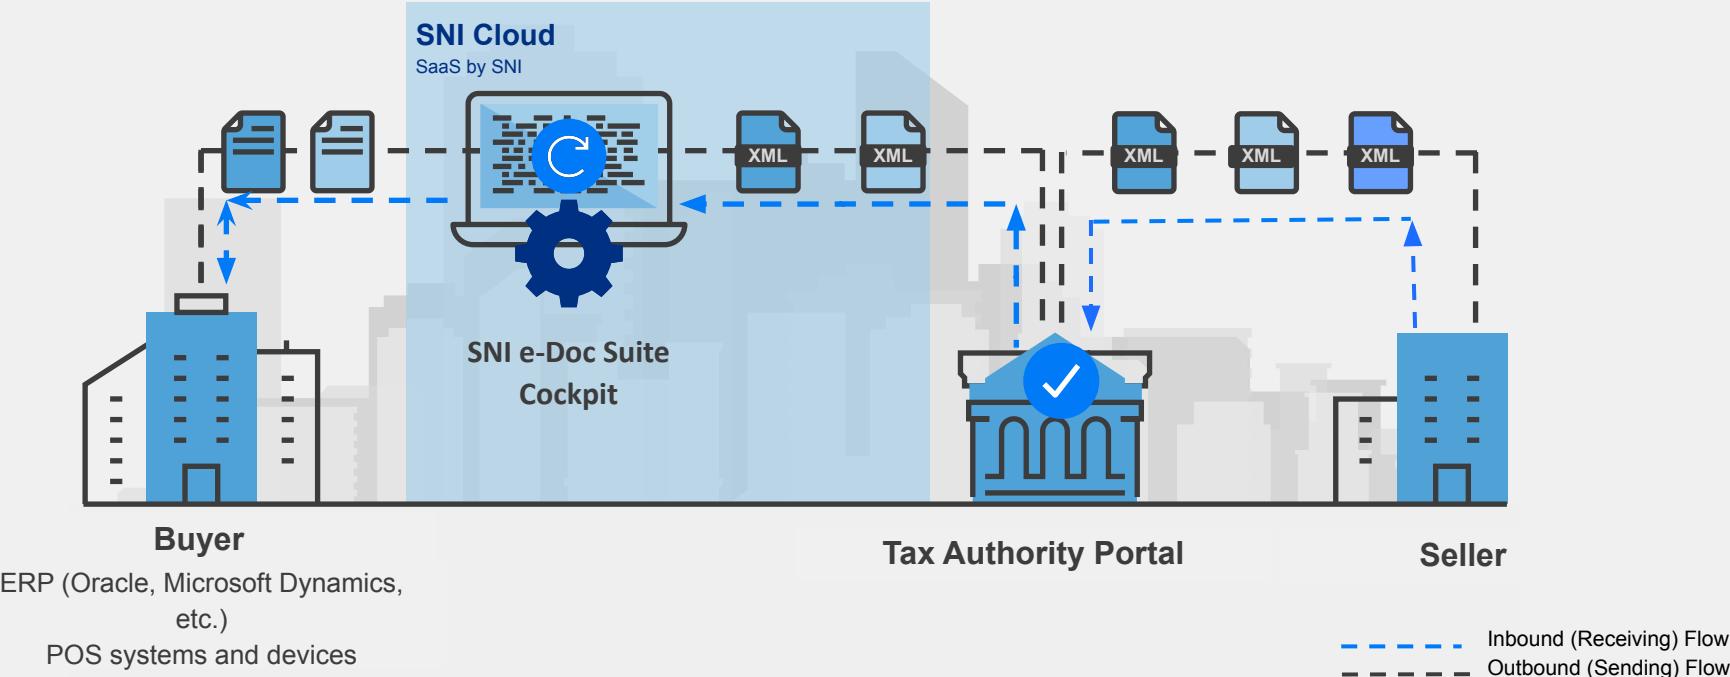 SNI Cloud
SaaS by SNI
XML
XML
XML
XML
XML
SNI e-Doc Suite
Cockpit
Buyer
ERP (Oracle, Microsoft Dynamics,
etc.)
POS systems and devices
Tax Authority Portal
Seller
Inbound (Receiving) Flow
Outbound (Sending) Flow